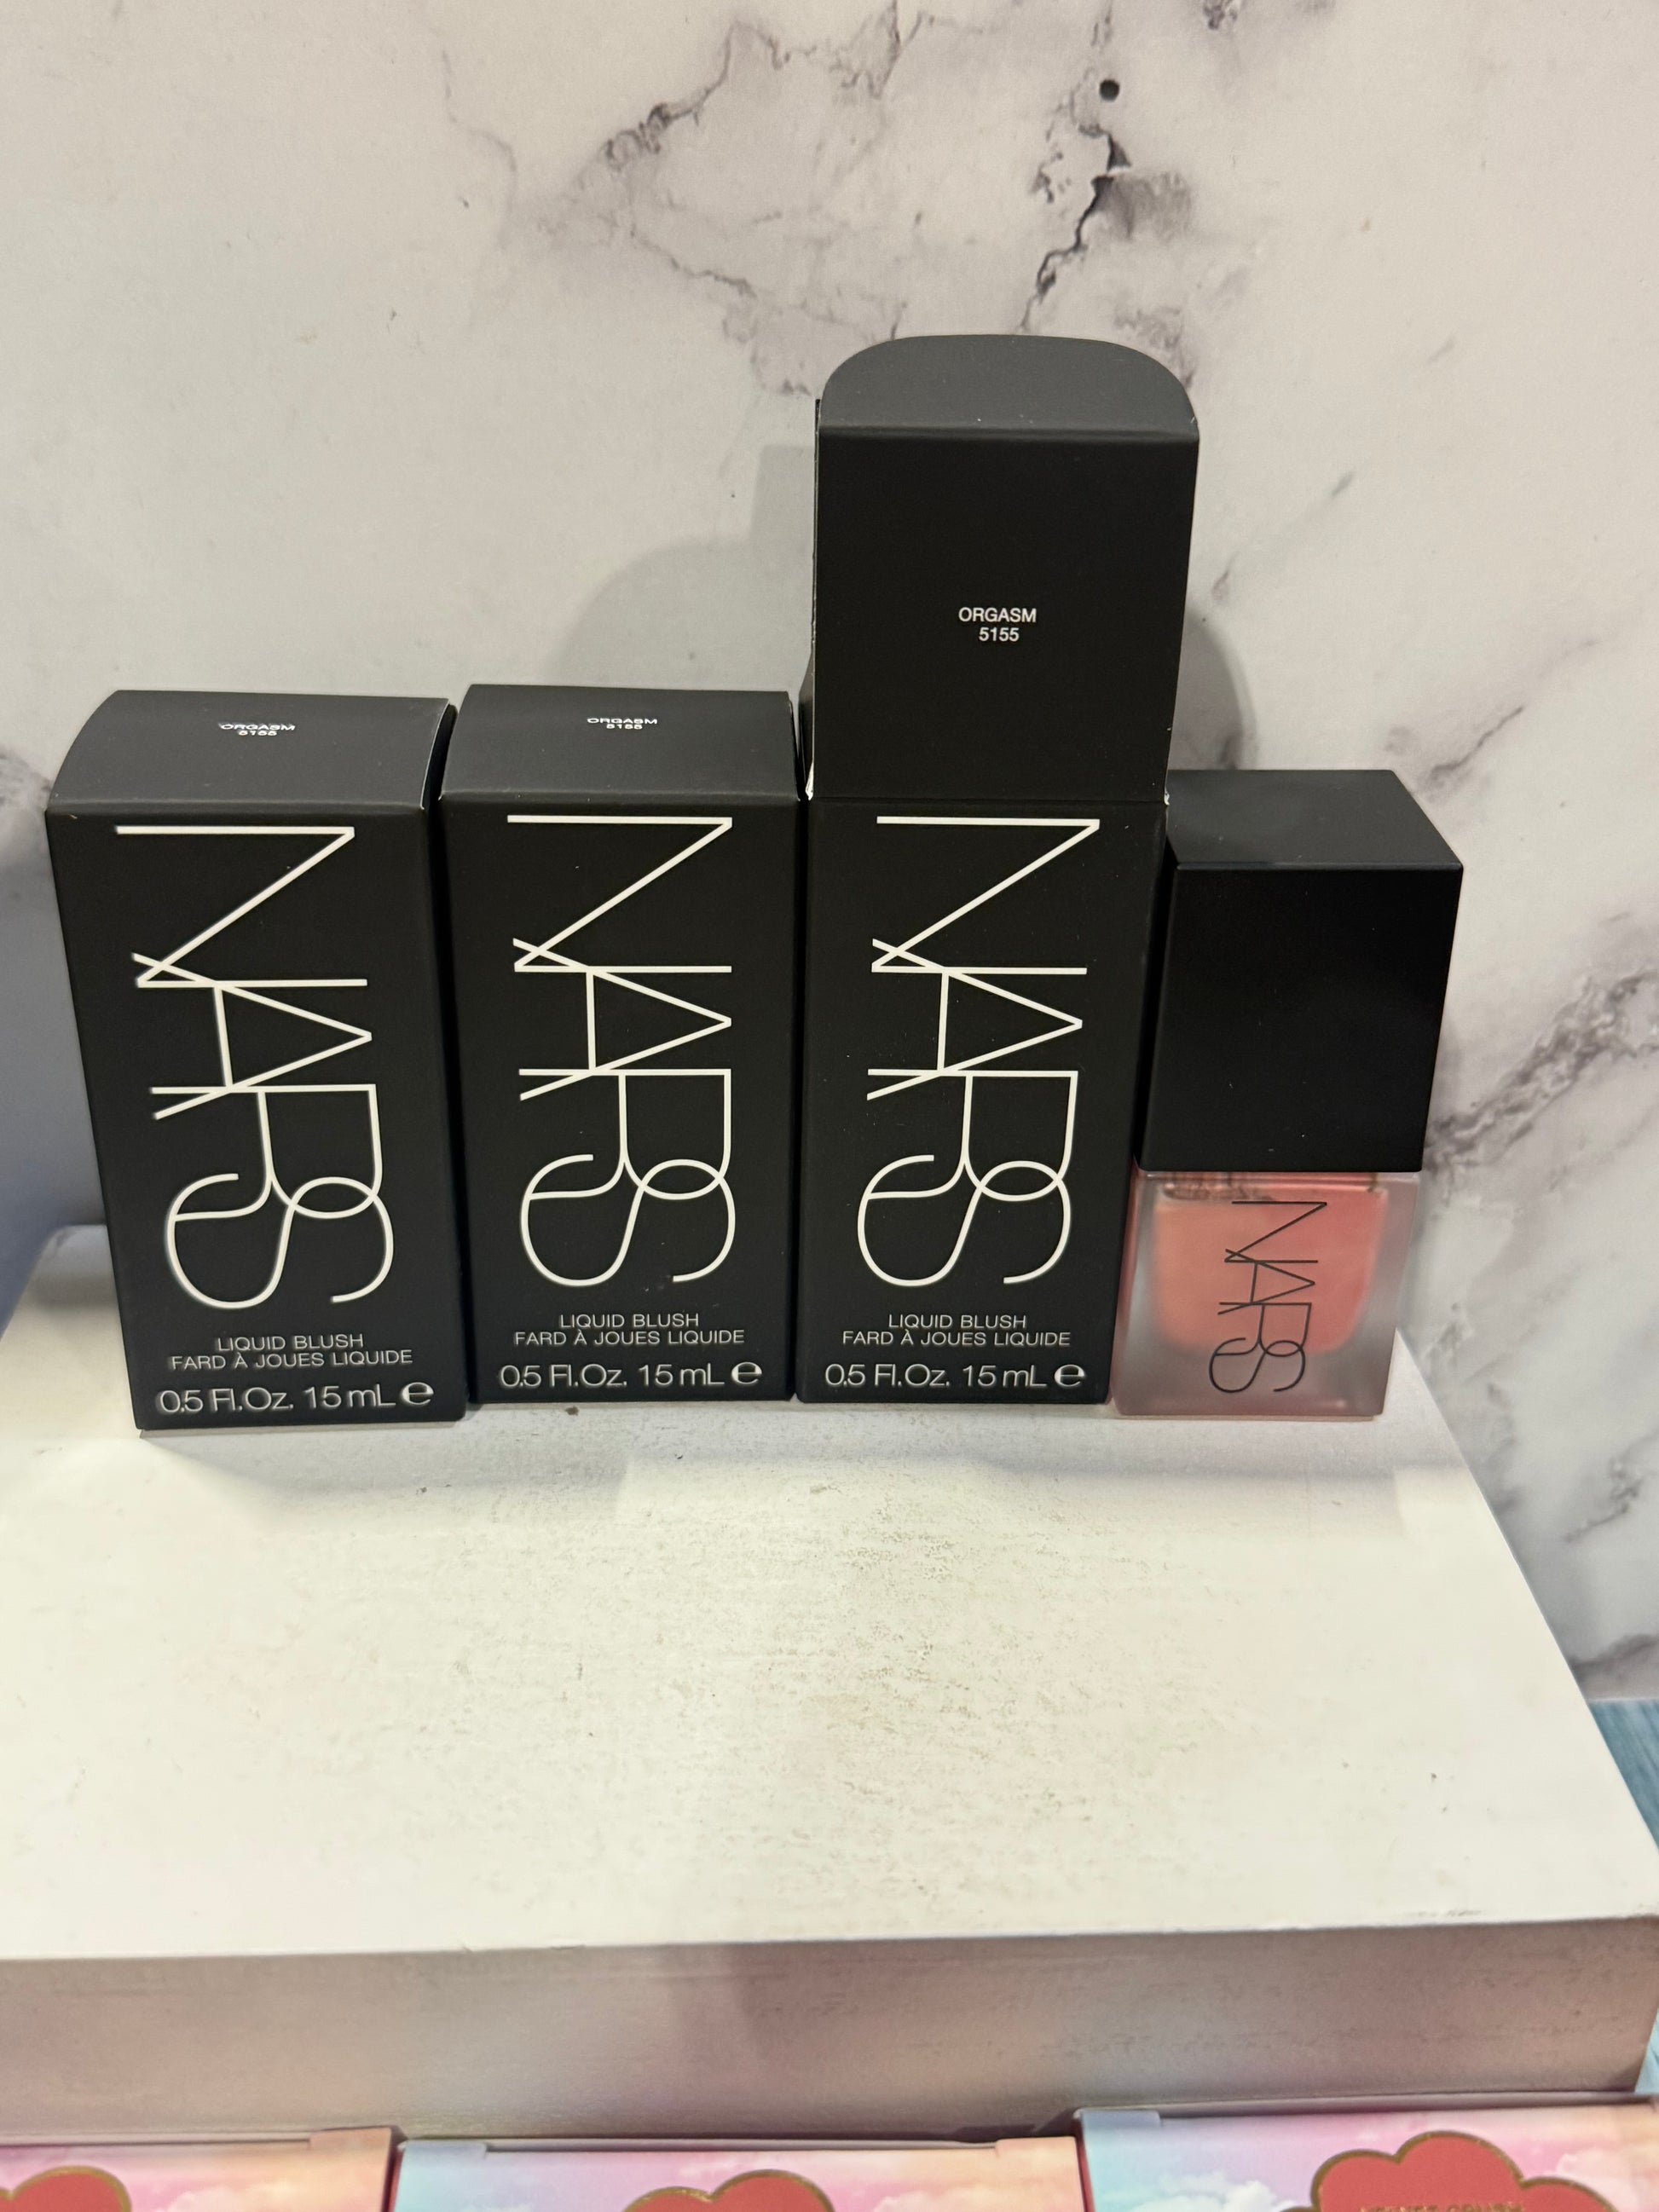 ORGASM
5155
NARS
LIQUID BLUSH
FARD À JOUES LIQUIDE
0.5 Fl.Oz. 15 mL e
ORGASM
5155
NARS
LIQUID BLUSH
FARD À JOUES LIQUIDE
0.5 Fl.Oz. 15 mL e
ORGASM
5155
NARS
LIQUID BLUSH
FARD À JOUES LIQUIDE
0.5 Fl.Oz. 15 mL e
NARS